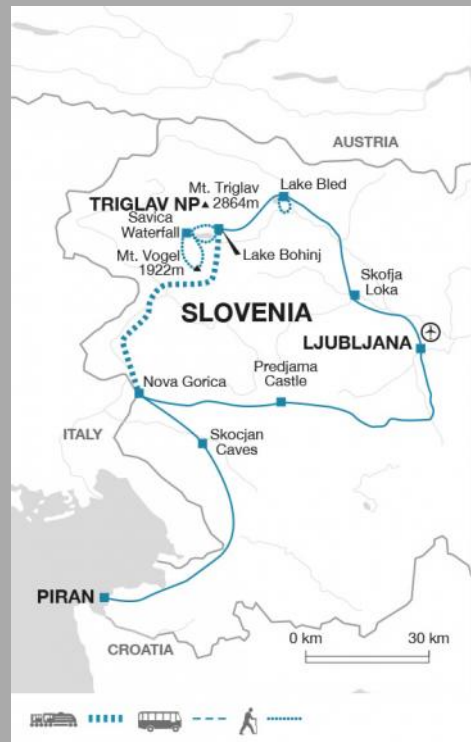 AUSTRIA
Mt. Triglav
2864m
Lake Bled
TRIGLAV NP
Savica
Waterfall
Mt. Vogel
1922m
Lake Bohinj
Skofja
Loka
SLOVENIA
LJUBLJANA
Predjama
Castle
Nova Gorica
ITALY
Skocjan
Caves
PIRAN
CROATIA
0 km
30 km